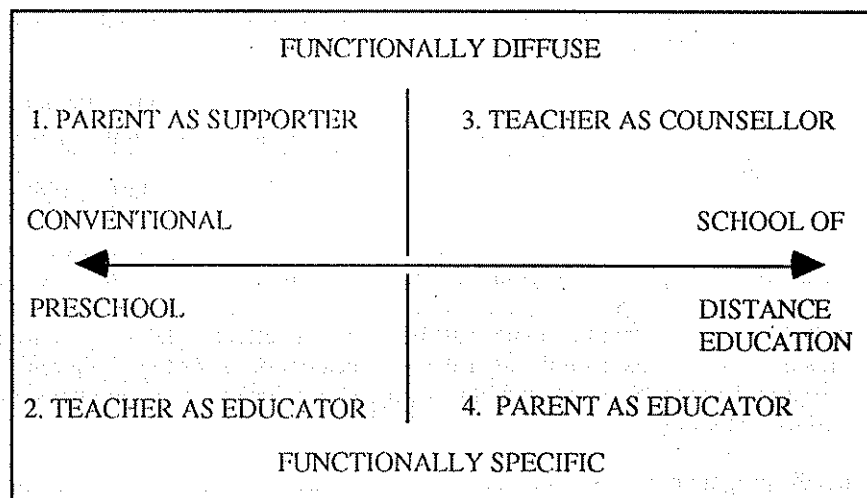 FUNCTIONALLY DIFFUSE
1. PARENT AS SUPPORTER
3. TEACHER AS COUNSELLOR
CONVENTIONAL
SCHOOL OF
PRESCHOOL
DISTANCE
EDUCATION
2. TEACHER AS EDUCATOR
4. PARENT AS EDUCATOR
FUNCTIONALLY SPECIFIC